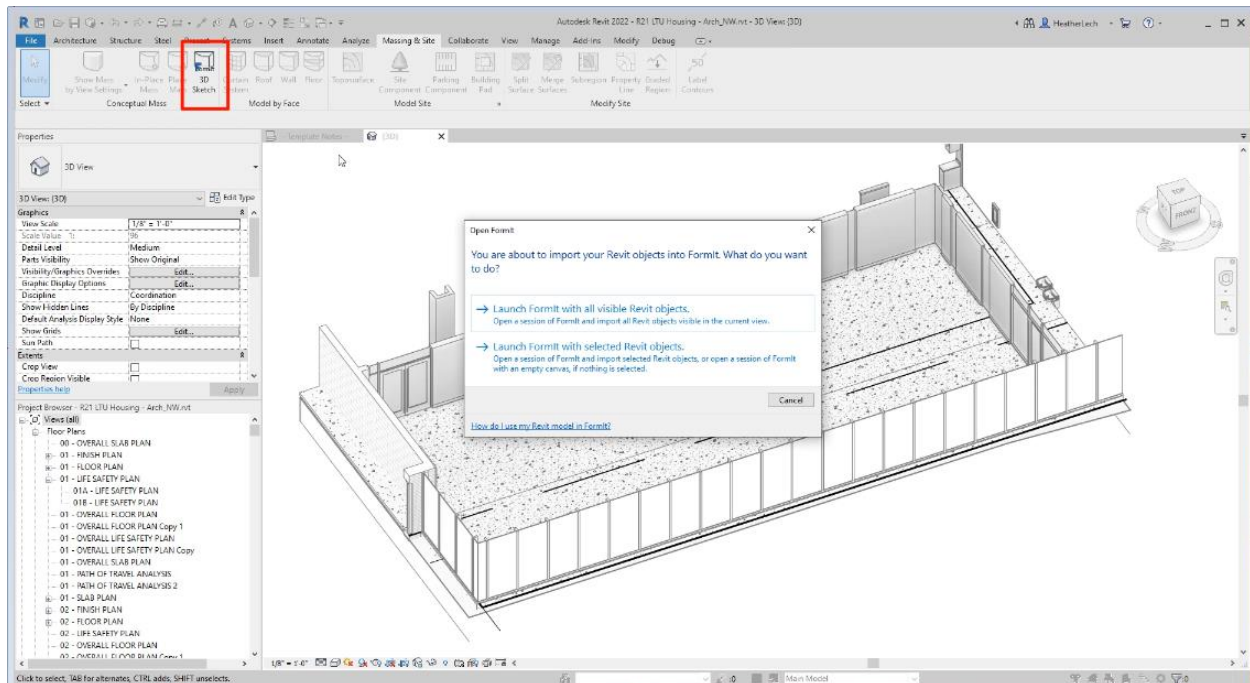 Autodesk Revit 2022 - R21 LTU Housing - Arch_NW.rvt - 3D View: {3D}
HeatherLech
File Architecture Structure Steel Precast Systems Insert Annotate Analyze Massing & Site Collaborate View Manage Add-Ins Modify Debug
Modify
Show Mass
by View Settings
In-Place
Mass
Place
Mass
FormIt
3D
Sketch
Curtain
System
Roof
Wall
Floor
Toposurface
Site
Component
Parking
Component
Building
Pad
Split
Surface
Merge
Surfaces
Subregion
Property
Line
Graded
Region
Label
Contours
Select
Conceptual Mass
Model by Face
Model Site
Modify Site
Properties
Template Notes
{3D}
3D View
3D View: {3D}
Edit Type
Graphics
View Scale 1/8" = 1'-0"
Scale Value 1: 96
Detail Level Medium
Parts Visibility Show Original
Visibility/Graphics Overrides Edit...
Graphic Display Options Edit...
Discipline Coordination
Show Hidden Lines By Discipline
Default Analysis Display Style None
Show Grids Edit...
Sun Path
Extents
Crop View
Crop Region Visible
Properties help
Apply
Project Browser - R21 LTU Housing - Arch_NW.rvt
Views (all)
Floor Plans
00 - OVERALL SLAB PLAN
01 - FINISH PLAN
01 - FLOOR PLAN
01 - LIFE SAFETY PLAN
01A - LIFE SAFETY PLAN
01B - LIFE SAFETY PLAN
01 - OVERALL FLOOR PLAN
01 - OVERALL FLOOR PLAN Copy 1
01 - OVERALL LIFE SAFETY PLAN
01 - OVERALL LIFE SAFETY PLAN Copy
01 - OVERALL SLAB PLAN
01 - PATH OF TRAVEL ANALYSIS
01 - PATH OF TRAVEL ANALYSIS 2
01 - SLAB PLAN
02 - FINISH PLAN
02 - FLOOR PLAN
02 - LIFE SAFETY PLAN
02 - OVERALL FLOOR PLAN
02 - OVERALL FLOOR PLAN Copy 1
Open FormIt
You are about to import your Revit objects into FormIt. What do you want
to do?
Launch FormIt with all visible Revit objects.
Open a session of FormIt and import all Revit objects visible in the current view.
Launch FormIt with selected Revit objects.
Open a session of FormIt and import selected Revit objects, or open a session of FormIt
with an empty canvas, if nothing is selected.
Cancel
How do I use my Revit model in FormIt?
TOP
FRONT
1/8" = 1'-0"
Click to select, TAB for alternates, CTRL adds, SHIFT unselects.
:0
Main Model
:0